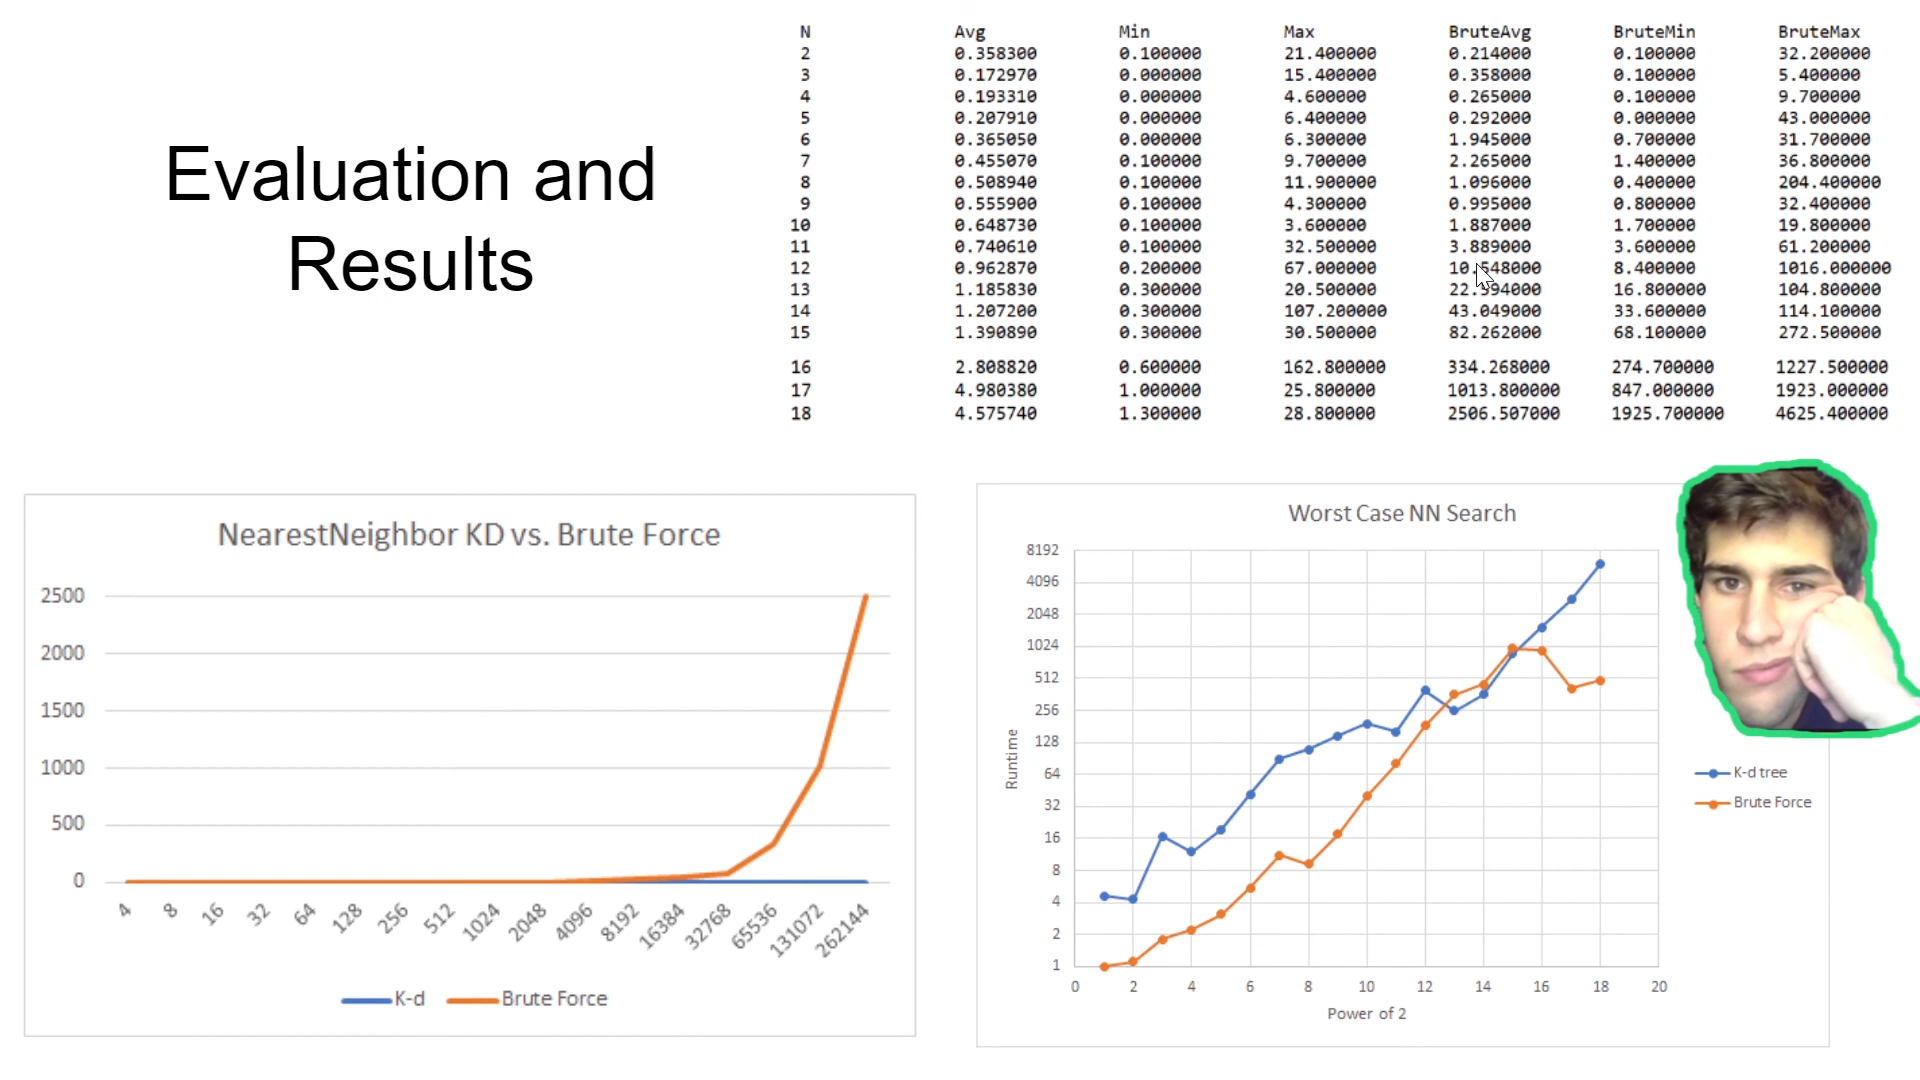 Evaluation and
Results
N Avg Min Max BruteAvg BruteMin BruteMax
2 0.358300 0.100000 21.400000 0.214000 0.100000 32.200000
3 0.172970 0.000000 15.400000 0.358000 0.100000 5.400000
4 0.193310 0.000000 4.600000 0.265000 0.100000 9.700000
5 0.207910 0.000000 6.400000 0.292000 0.000000 43.000000
6 0.365050 0.000000 6.300000 1.945000 0.700000 31.700000
7 0.455070 0.100000 9.700000 2.265000 1.400000 36.800000
8 0.508940 0.100000 11.900000 1.096000 0.400000 204.400000
9 0.555900 0.100000 4.300000 0.995000 0.800000 32.400000
10 0.648730 0.100000 3.600000 1.887000 1.700000 19.800000
11 0.740610 0.100000 32.500000 3.889000 3.600000 61.200000
12 0.962870 0.200000 67.000000 8.400000 1016.000000
13 1.185830 0.300000 20.500000 16.800000 104.800000
14 1.207200 0.300000 107.200000 43.049000 33.600000 114.100000
15 1.390890 0.300000 30.500000 82.262000 68.100000 272.500000
16 2.808820 0.600000 162.800000 334.268000 274.700000 1227.500000
17 4.980380 1.000000 25.800000 1013.800000 847.000000 1923.000000
18 4.575740 1.300000 28.800000 2506.507000 1925.700000 4625.400000
NearestNeighbor KD vs. Brute Force
2500
2000
1500
1000
500
0
4 8 16 32 64 128 256 512 1024 2048 4096 8192 16384 32768 65536 131072 262144
K-d Brute Force
Worst Case NN Search
8192
4096
2048
1024
512
256
128
64
32
16
8
4
2
1
Runtime
0 2 4 6 8 10 12 14 16 18 20
Power of 2
K-d tree
Brute Force